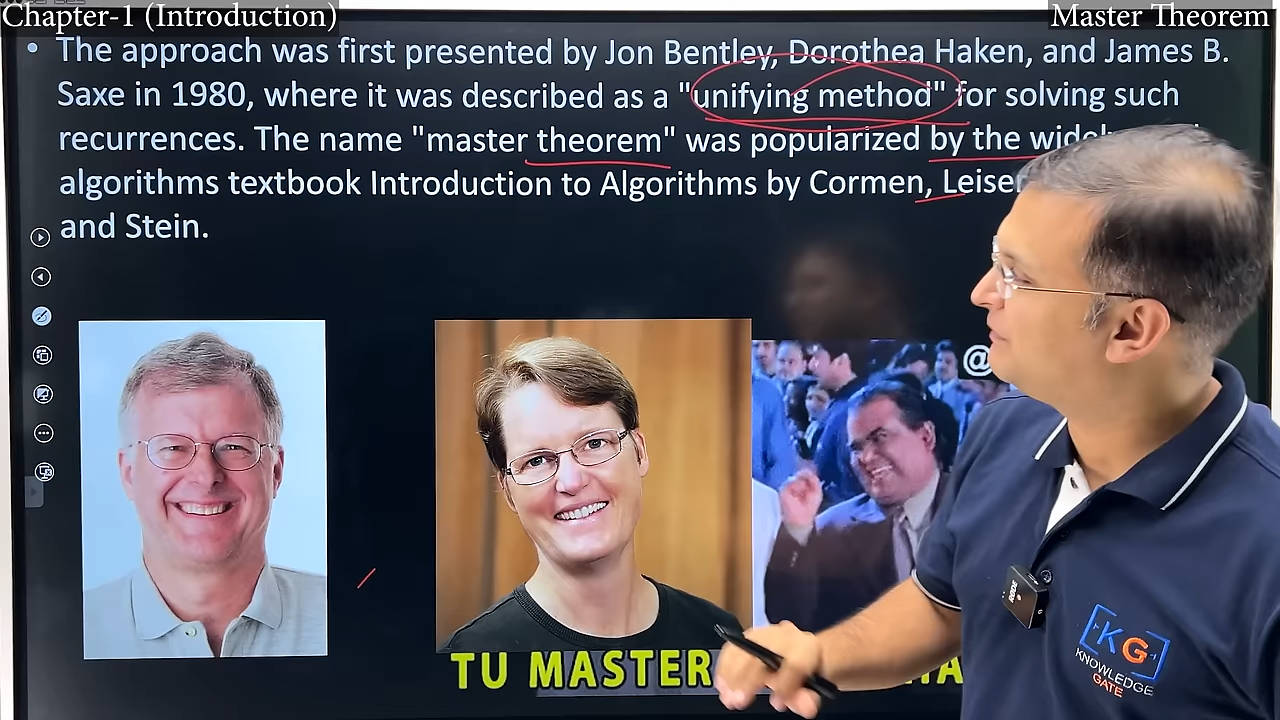 Chapter-1 (Introduction)
Master Theorem
• The approach was first presented by Jon Bentley, Dorothea Haken, and James B.
Saxe in 1980, where it was described as a "unifying method" for solving such
recurrences. The name "master theorem" was popularized by the
algorithms textbook Introduction to Algorithms by Cormen,
and Stein.
@
TU MASTER
KG
KNOWLEDGE
GATE
RODE